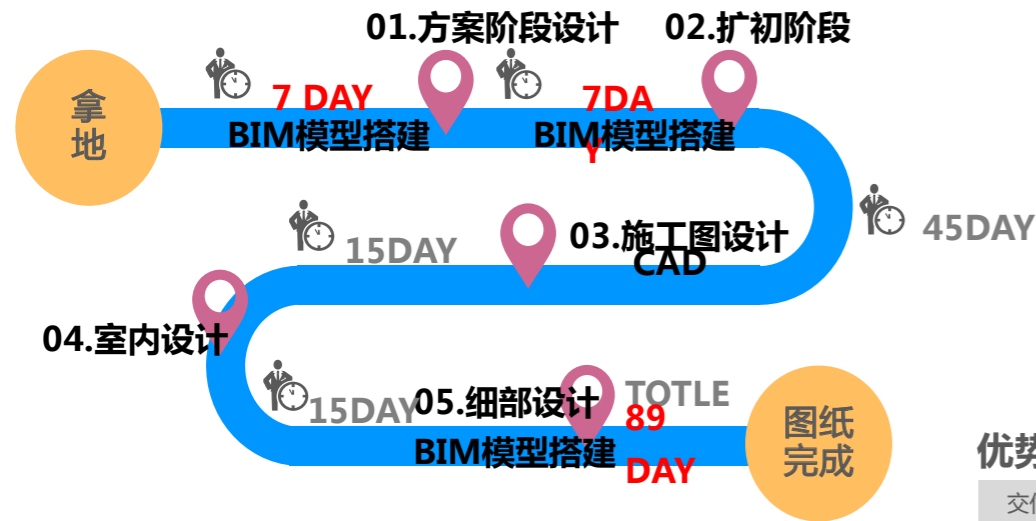 01.方案阶段设计
02.扩初阶段
拿
地
7 DAY
BIM模型搭建
7DA
Y
BIM模型搭建
45DAY
03.施工图设计
CAD
15DAY
04.室内设计
15DAY
05.细部设计
BIM模型搭建
TOTLE
89
DAY
图纸
完成
优势